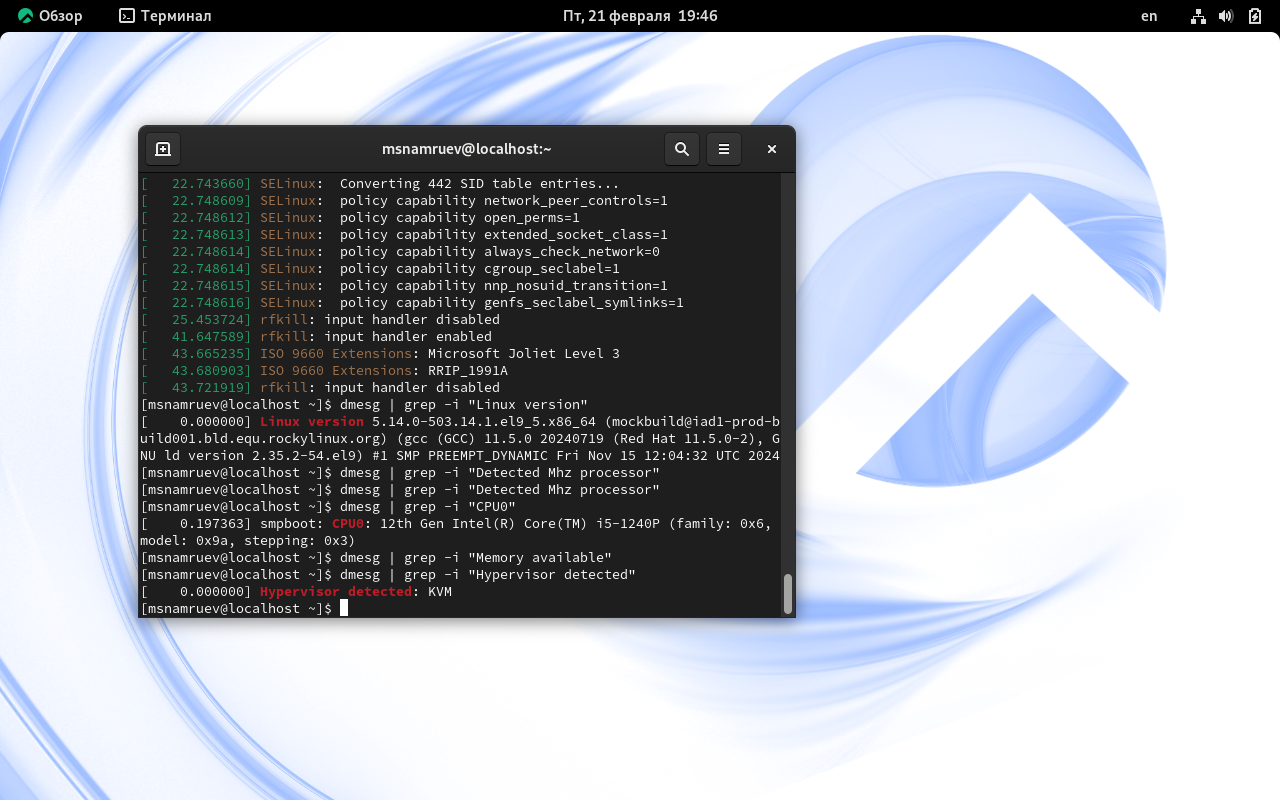 Обзор
Терминал
Пт, 21 февраля 19:46
en
msnamruev@localhost:~
[   22.743660] SELinux:  Converting 442 SID table entries...
[   22.748609] SELinux:  policy capability network_peer_controls=1
[   22.748612] SELinux:  policy capability open_perms=1
[   22.748613] SELinux:  policy capability extended_socket_class=1
[   22.748614] SELinux:  policy capability always_check_network=0
[   22.748614] SELinux:  policy capability cgroup_seclabel=1
[   22.748615] SELinux:  policy capability nnp_nosuid_transition=1
[   22.748616] SELinux:  policy capability genfs_seclabel_symlinks=1
[   25.453724] rfkill: input handler disabled
[   41.647589] rfkill: input handler enabled
[   43.665235] ISO 9660 Extensions: Microsoft Joliet Level 3
[   43.680903] ISO 9660 Extensions: RRIP_1991A
[   43.721919] rfkill: input handler disabled
[msnamruev@localhost ~]$ dmesg | grep -i "Linux version"
[    0.000000] Linux version 5.14.0-503.14.1.el9_5.x86_64 (mockbuild@iad1-prod-b
uild001.bld.equ.rockylinux.org) (gcc (GCC) 11.5.0 20240719 (Red Hat 11.5.0-2), G
NU ld version 2.35.2-54.el9) #1 SMP PREEMPT_DYNAMIC Fri Nov 15 12:04:32 UTC 2024
[msnamruev@localhost ~]$ dmesg | grep -i "Detected Mhz processor"
[msnamruev@localhost ~]$ dmesg | grep -i "Detected Mhz processor"
[msnamruev@localhost ~]$ dmesg | grep -i "CPU0"
[    0.197363] smpboot: CPU0: 12th Gen Intel(R) Core(TM) i5-1240P (family: 0x6,
model: 0x9a, stepping: 0x3)
[msnamruev@localhost ~]$ dmesg | grep -i "Memory available"
[msnamruev@localhost ~]$ dmesg | grep -i "Hypervisor detected"
[    0.000000] Hypervisor detected: KVM
[msnamruev@localhost ~]$